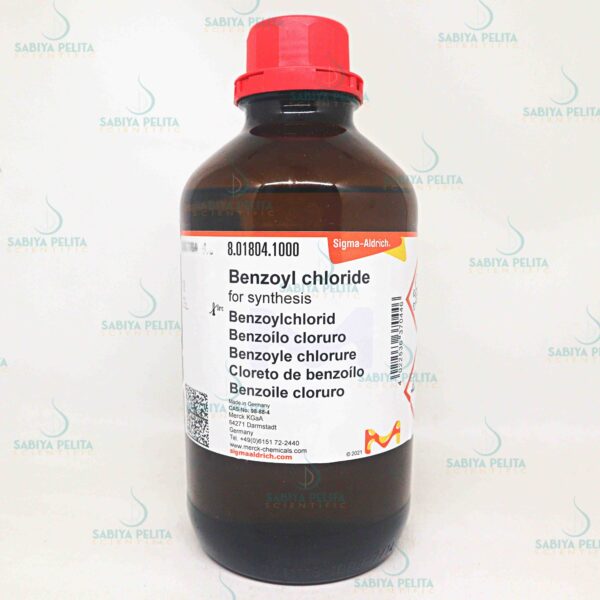 SABIYA PELITA
SCIENTIFIC
8.01804.1000
Sigma-Aldrich.
Benzoyl chloride
for synthesis
Benzoylchlorid
Benzoilo cloruro
Benzoyle chlorure
Cloreto de benzoílo
Benzoile cloruro
Made in Germany
CAS-No: 98-88-4
Merck KGaA
64271 Darmstadt
Germany
Tel. +49(0)6151 72-2440
www.merck-chemicals.com
sigmaaldrich.com
© 2021
M
1 L